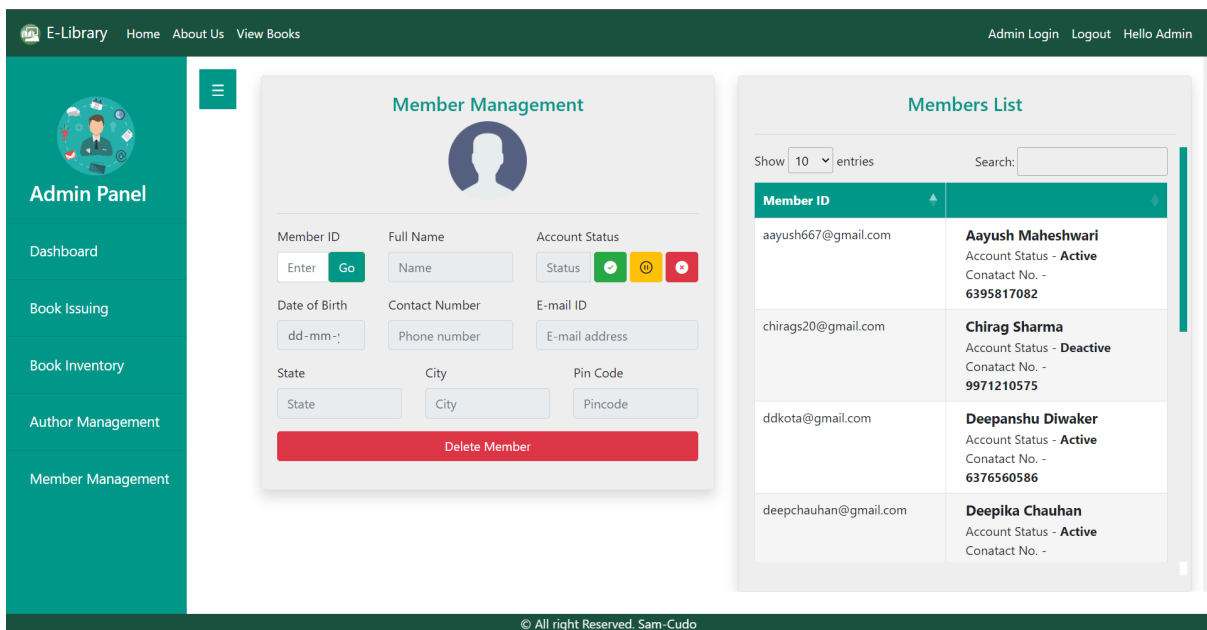 E-Library Home About Us View Books Admin Login Logout Hello Admin
Admin Panel
Dashboard
Book Issuing
Book Inventory
Author Management
Member Management
Member Management
Member ID Full Name Account Status
Enter Go Name Status
Date of Birth Contact Number E-mail ID
dd-mm- Phone number E-mail address
State City Pin Code
State City Pincode
Delete Member
Members List
Show 10 entries Search:
Member ID
aayush667@gmail.com Aayush Maheshwari
Account Status - Active
Conatact No. -
6395817082
chirags20@gmail.com Chirag Sharma
Account Status - Deactive
Conatact No. -
9971210575
ddkota@gmail.com Deepanshu Diwaker
Account Status - Active
Conatact No. -
6376560586
deepchauhan@gmail.com Deepika Chauhan
Account Status - Active
Conatact No. -
© All right Reserved. Sam-Cudo